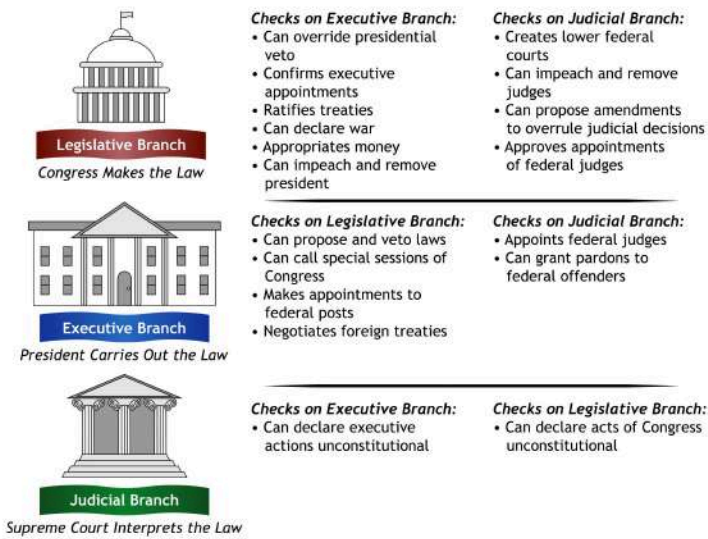 Legislative Branch
Congress Makes the Law
Checks on Executive Branch:
• Can override presidential
veto
• Confirms executive
appointments
• Ratifies treaties
• Can declare war
• Appropriates money
• Can impeach and remove
president
Checks on Judicial Branch:
• Creates lower federal
courts
• Can impeach and remove
judges
• Can propose amendments
to overrule judicial decisions
• Approves appointments
of federal judges
Executive Branch
President Carries Out the Law
Checks on Legislative Branch:
• Can propose and veto laws
• Can call special sessions of
Congress
• Makes appointments to
federal posts
• Negotiates foreign treaties
Checks on Judicial Branch:
• Appoints federal judges
• Can grant pardons to
federal offenders
Judicial Branch
Supreme Court Interprets the Law
Checks on Executive Branch:
• Can declare executive
actions unconstitutional
Checks on Legislative Branch:
• Can declare acts of Congress
unconstitutional